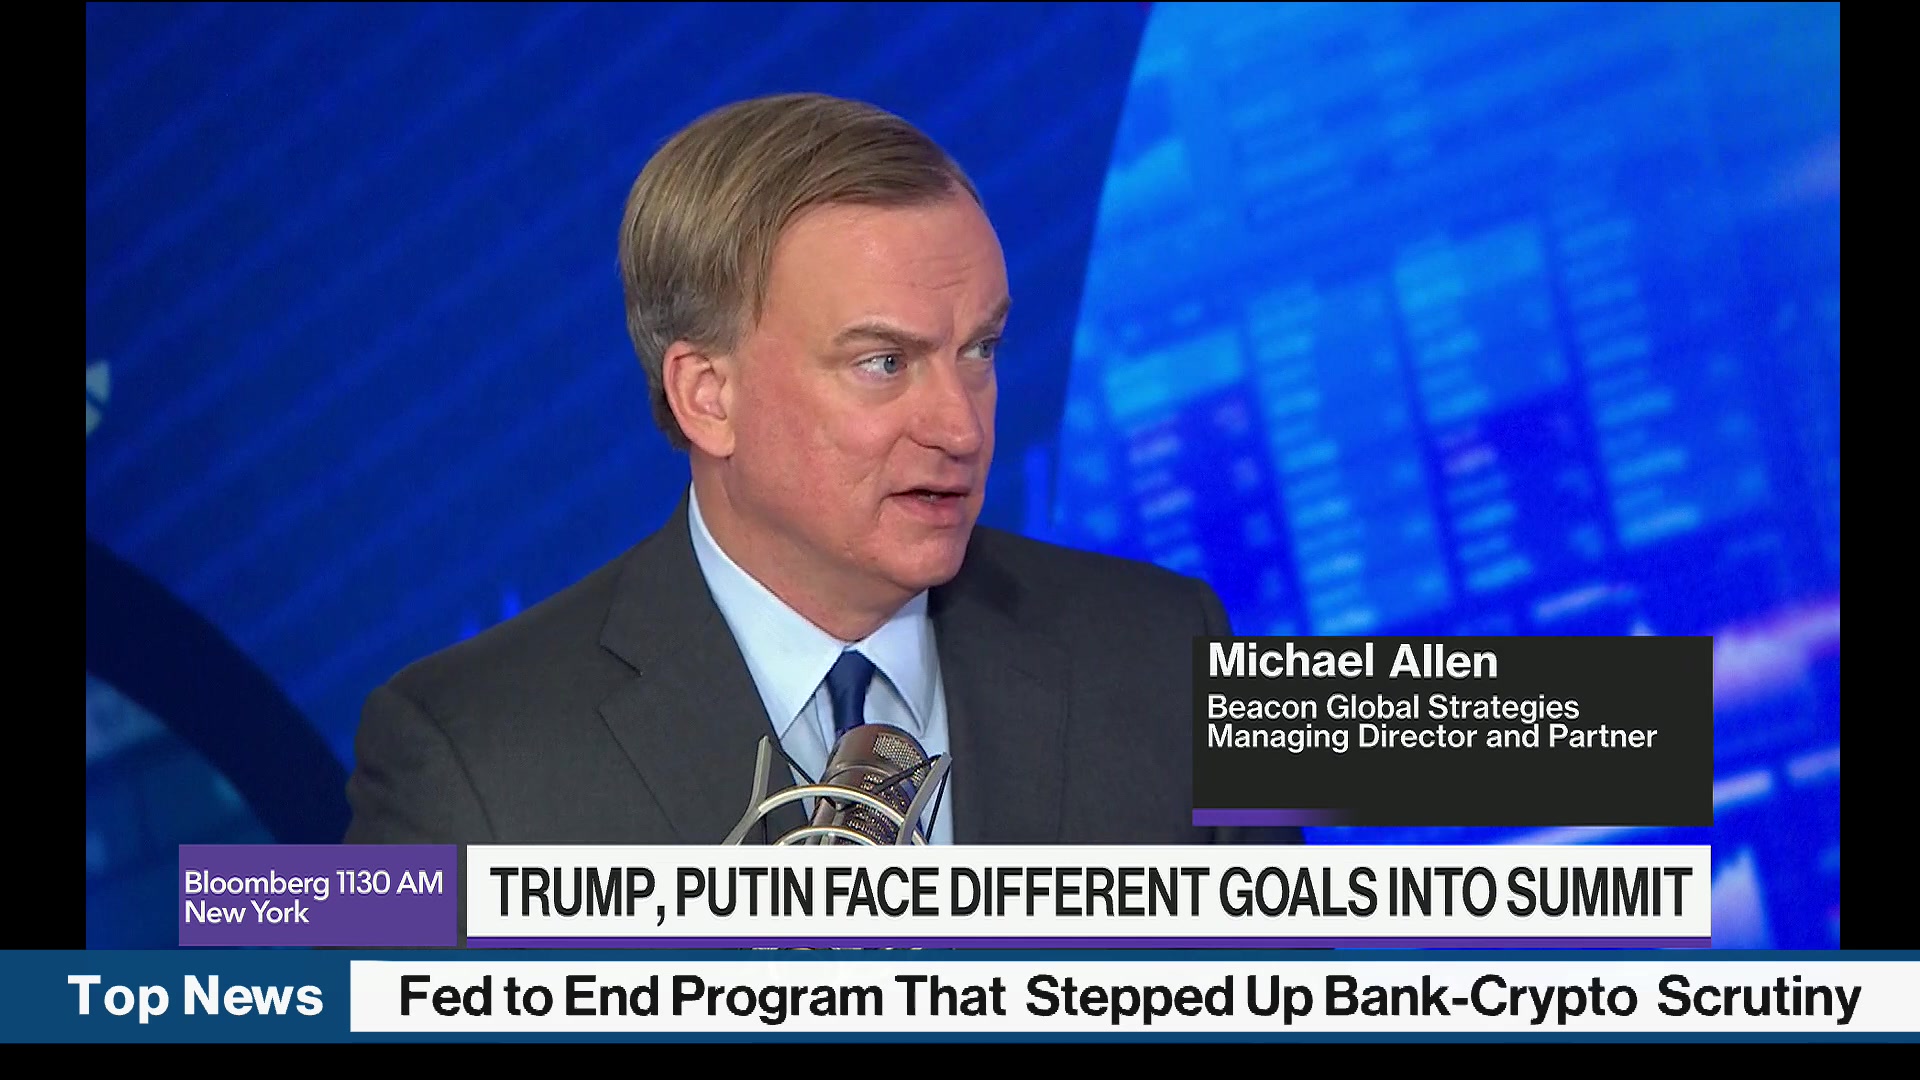 Michael Allen
Beacon Global Strategies
Managing Director and Partner
Bloomberg 1130 AM
New York
TRUMP, PUTIN FACE DIFFERENT GOALS INTO SUMMIT
Top News
Fed to End Program That Stepped Up Bank-Crypto Scrutiny